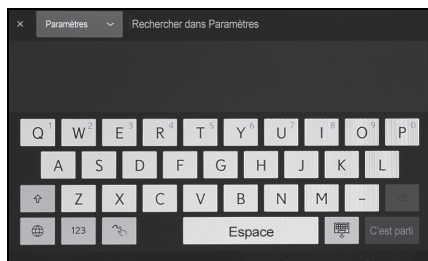 × Paramètres Rechercher dans Paramètres
Q 1 W 2 E 3 R 4 T 5 Y 6 U 7 I 8 O 9 P 0
A S D F G H J K L
Z X C V B N M -
123 Espace C'est parti